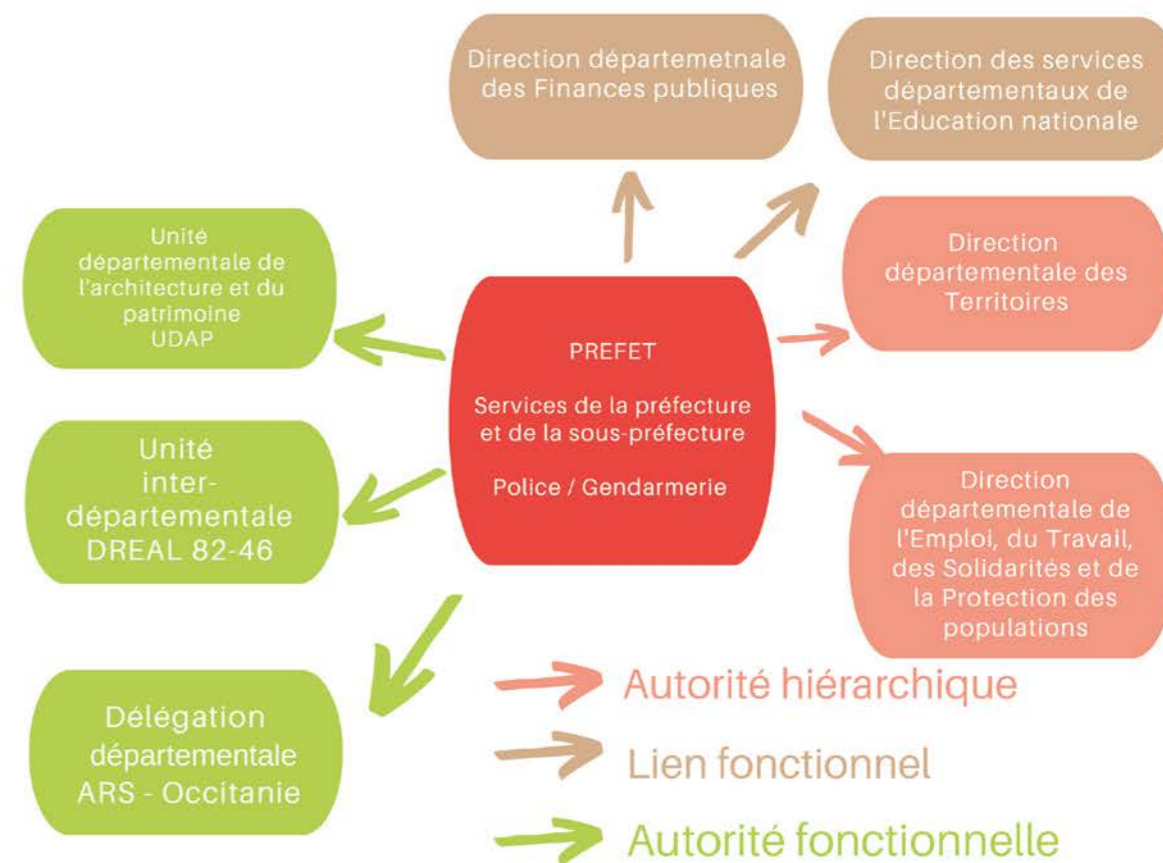 Direction départemetnale
des Finances publiques
Direction des services
départementaux de
l'Education nationale
Unité
départementale de
l'architecture et du
patrimoine
UDAP
Direction
départementale des
Territoires
PREFET
Services de la préfecture
et de la sous-préfecture
Police / Gendarmerie
Unité
inter-
départementale
DREAL 82-46
Direction
départementale de
l'Emploi, du Travail,
des Solidarités et de
la Protection des
populations
Délégation
départementale
ARS - Occitanie
Autorité hiérarchique
Lien fonctionnel
Autorité fonctionnelle